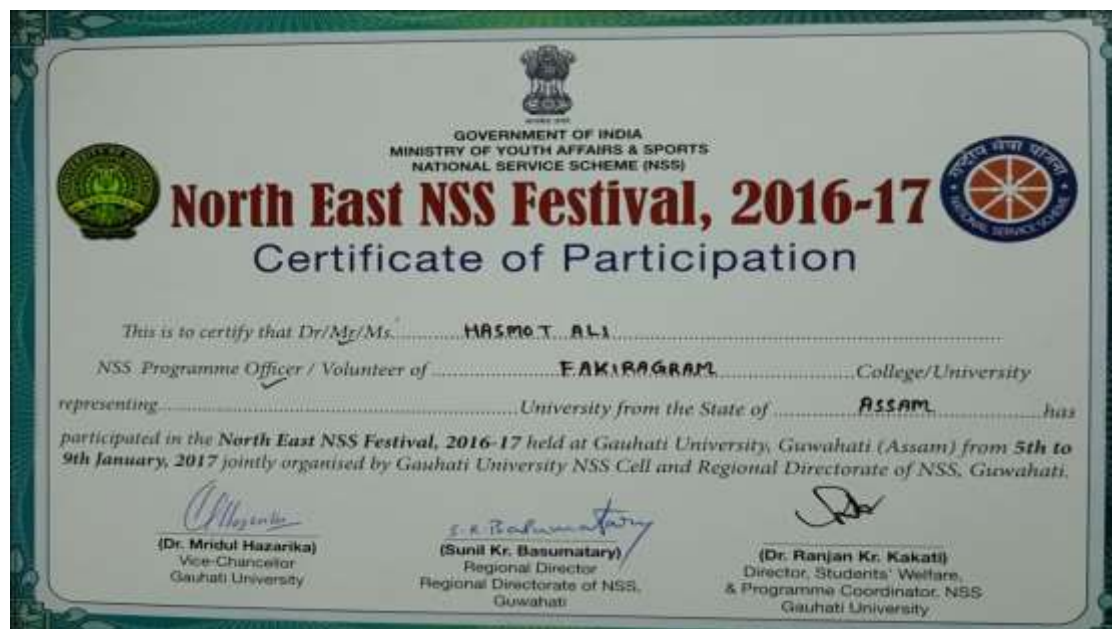 GOVERNMENT OF INDIA
MINISTRY OF YOUTH AFFAIRS & SPORTS
NATIONAL SERVICE SCHEME (NSS)
राष्ट्रीय सेवा योजना
NATIONAL SERVICE SCHEME
North East NSS Festival, 2016-17
Certificate of Participation
This is to certify that Dr/Mr/Ms. HASMOT ALI
NSS Programme Officer / Volunteer of FAKIRAGRAM College/University
representing University from the State of ASSAM has
participated in the North East NSS Festival, 2016-17 held at Gauhati University, Guwahati (Assam) from 5th to
9th January, 2017 jointly organised by Gauhati University NSS Cell and Regional Directorate of NSS, Guwahati.
S.K Basumatary
(Dr. Mridul Hazarika)
Vice-Chancellor
Gauhati University
(Sunil Kr. Basumatary)
Regional Director
Regional Directorate of NSS,
Guwahati
(Dr. Ranjan Kr. Kakati)
Director, Students' Welfare,
& Programme Coordinator, NSS
Gauhati University